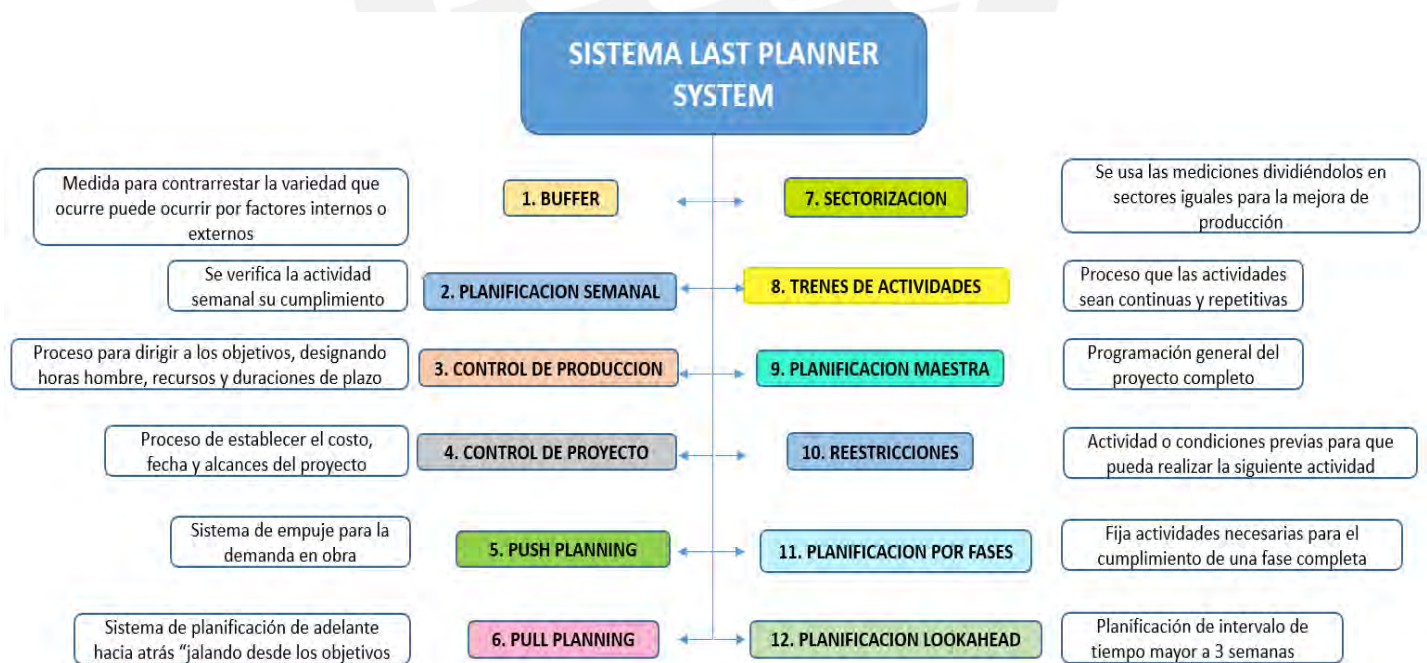 SISTEMA LAST PLANNER
SYSTEM
Medida para contrarrestar la variedad que
ocurre puede ocurrir por factores internos o
externos
1. BUFFER
7. SECTORIZACION
Se usa las mediciones dividiéndolos en
sectores iguales para la mejora de
producción
Se verifica la actividad
semanal su cumplimiento
2. PLANIFICACION SEMANAL
8. TRENES DE ACTIVIDADES
Proceso que las actividades
sean continuas y repetitivas
Proceso para dirigir a los objetivos, designando
horas hombre, recursos y duraciones de plazo
3. CONTROL DE PRODUCCION
9. PLANIFICACION MAESTRA
Programación general del
proyecto completo
Proceso de establecer el costo,
fecha y alcances del proyecto
4. CONTROL DE PROYECTO
10. REESTRICCIONES
Actividad o condiciones previas para que
pueda realizar la siguiente actividad
Sistema de empuje para la
demanda en obra
5. PUSH PLANNING
11. PLANIFICACION POR FASES
Fija actividades necesarias para el
cumplimiento de una fase completa
Sistema de planificación de adelante
hacia atrás “jalando desde los objetivos
6. PULL PLANNING
12. PLANIFICACION LOOKAHEAD
Planificación de intervalo de
tiempo mayor a 3 semanas